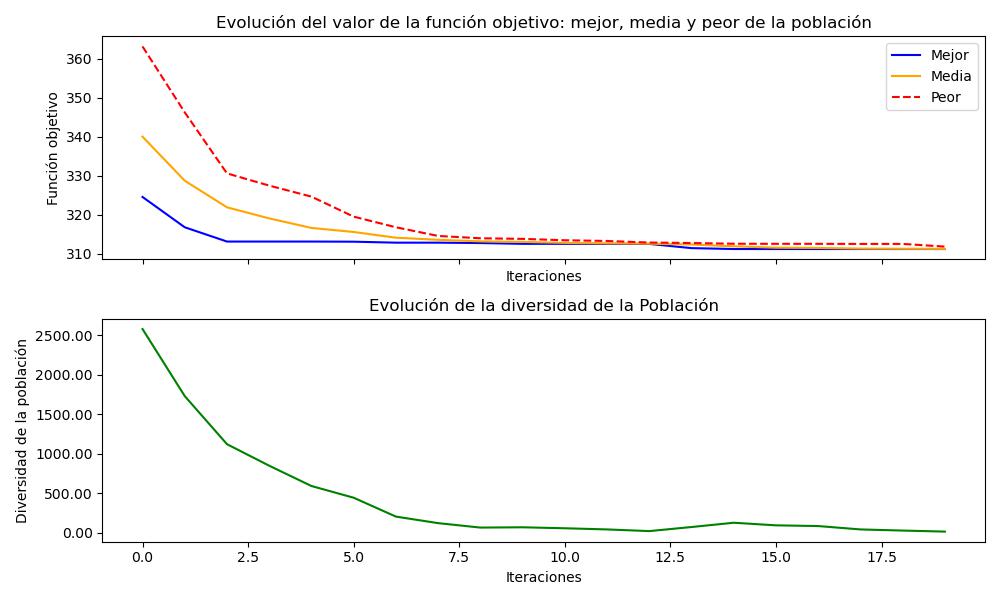 Evolución del valor de la función objetivo: mejor, media y peor de la población
Función objetivo
360
350
340
330
320
310
Mejor
Media
Peor
Iteraciones
Evolución de la diversidad de la Población
Diversidad de la población
2500.00
2000.00
1500.00
1000.00
500.00
0.00
0.0 2.5 5.0 7.5 10.0 12.5 15.0 17.5
Iteraciones